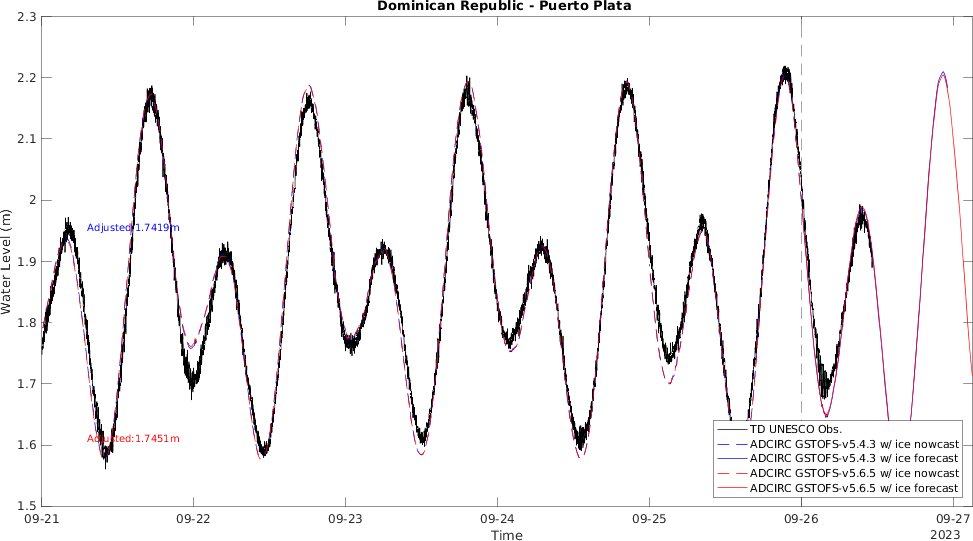 Dominican Republic - Puerto Plata
Water Level (m)
2.3
2.2
2.1
2
1.9
1.8
1.7
1.6
1.5
Adjusted:1.7419m
Adjusted:1.7451m
TD UNESCO Obs.
ADCIRC GSTOFS-v5.4.3 w/ ice nowcast
ADCIRC GSTOFS-v5.4.3 w/ ice forecast
ADCIRC GSTOFS-v5.6.5 w/ ice nowcast
ADCIRC GSTOFS-v5.6.5 w/ ice forecast
09-21 09-22 09-23 09-24 09-25 09-26 09-27
Time
2023